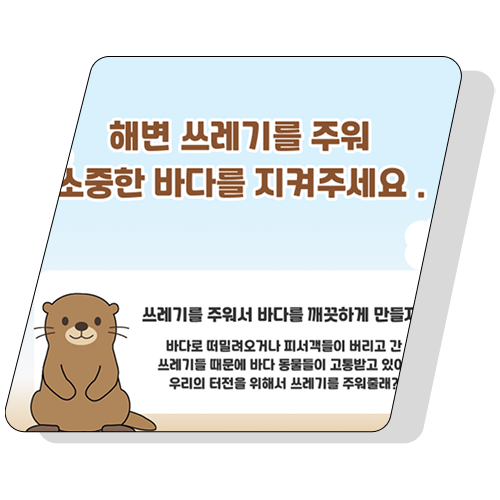 해변 쓰레기를 주워
소중한 바다를 지켜주세요 .
쓰레기를 주워서 바다를 깨끗하게 만들자
바다로 떠밀려오거나 피서객들이 버리고 간
쓰레기들 때문에 바다 동물들이 고통받고 있어
우리의 터전을 위해서 쓰레기를 주워줄래?